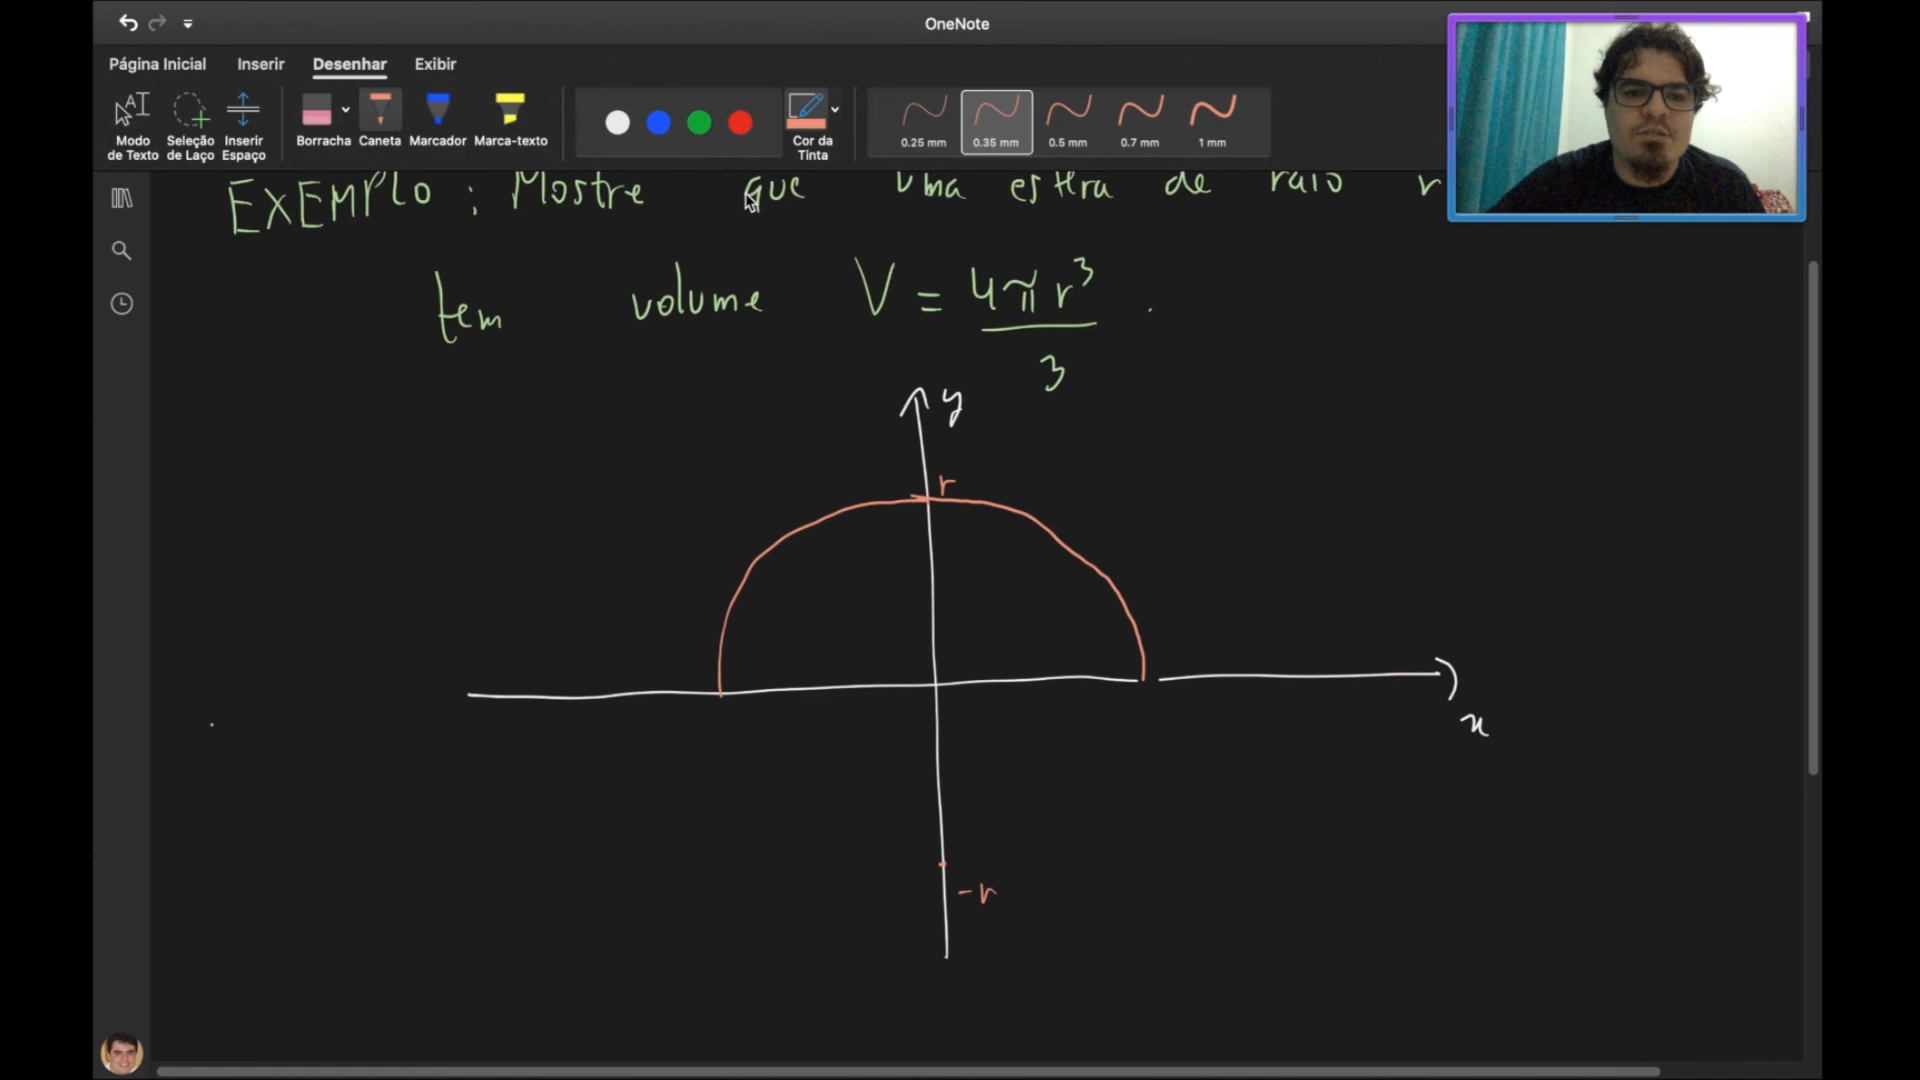 OneNote
Página Inicial Inserir Desenhar Exibir
Modo de Texto
Seleção de Laço
Inserir Espaço
Borracha
Caneta
Marcador
Marca-texto
Cor da Tinta
0.25 mm
0.35 mm
0.5 mm
0.7 mm
1 mm
EXEMPLO : Mostre que uma esfera de raio r
tem volume V = 4πr³/3 .
y
r
x
-r